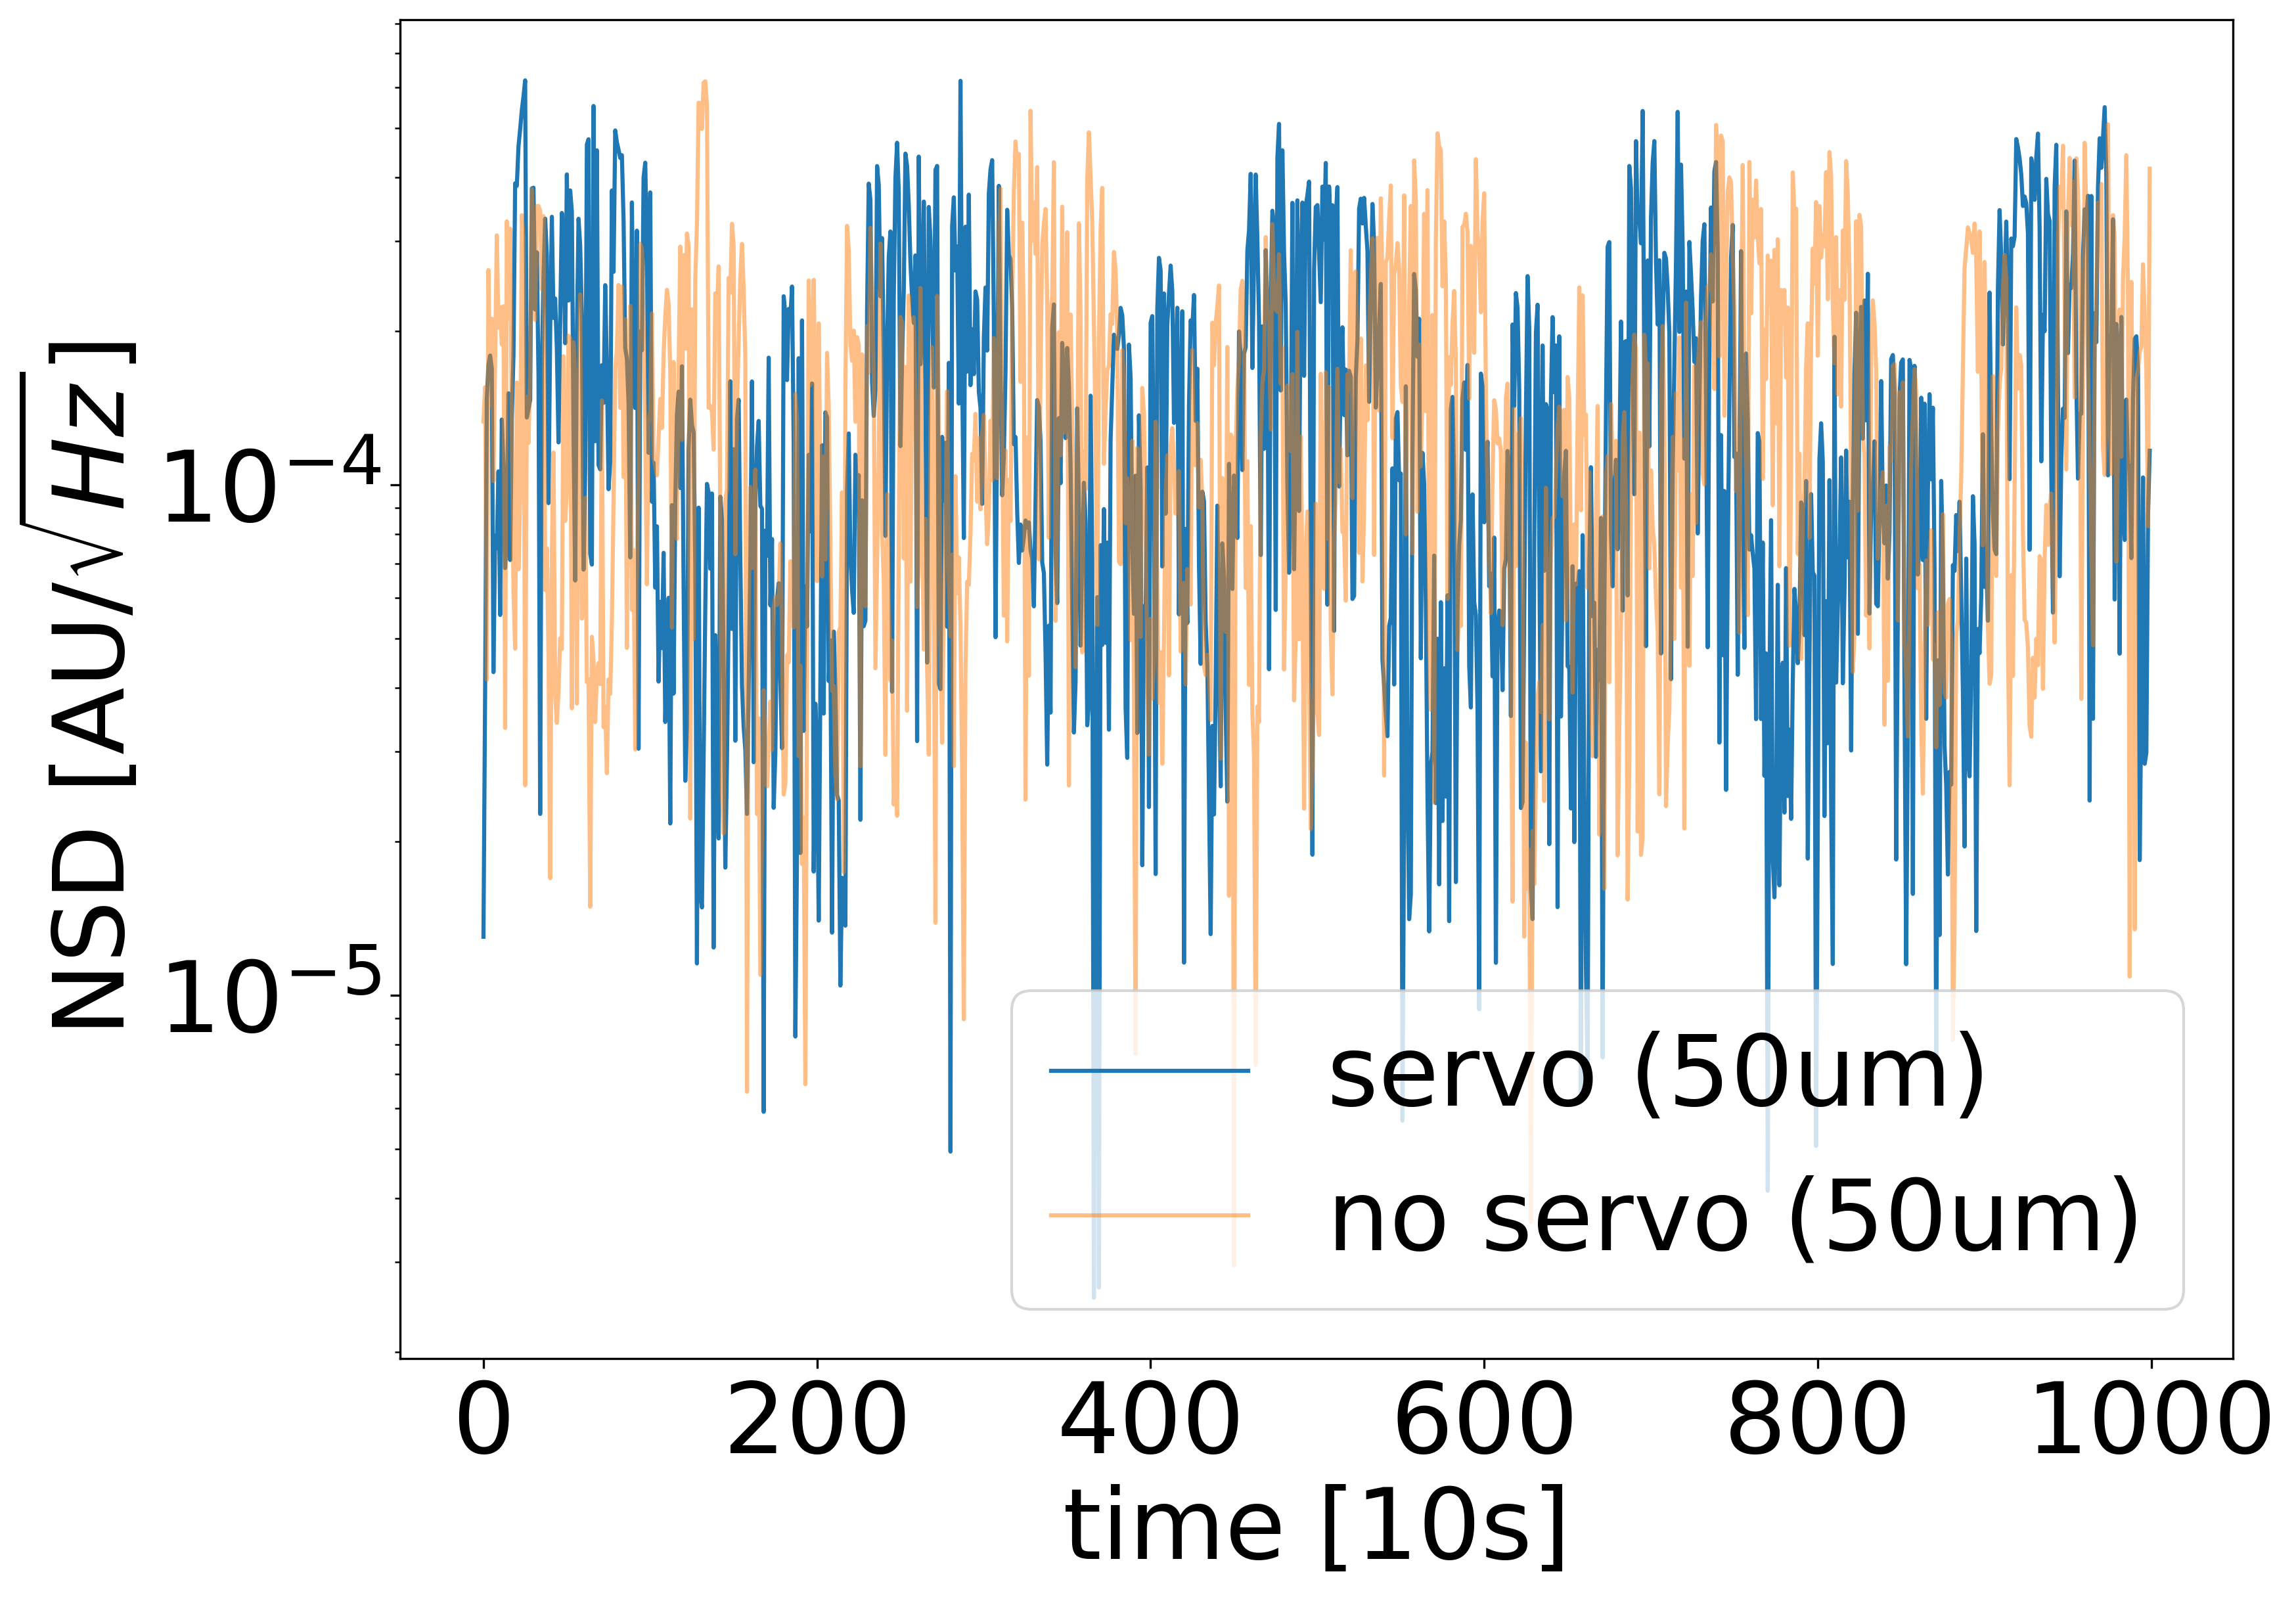 NSD [AU/√Hz]
10⁻⁴
10⁻⁵
servo (50um)
no servo (50um)
0 200 400 600 800 1000
time [10s]